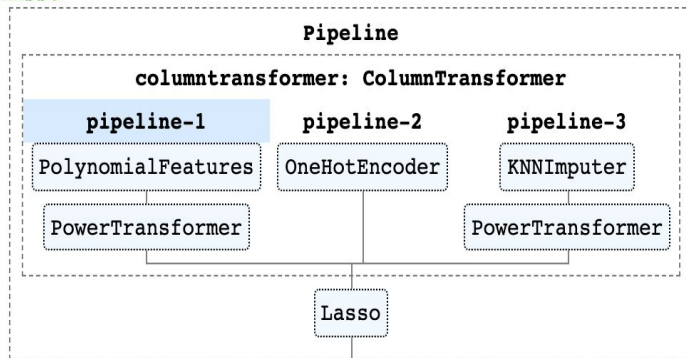 Pipeline
columntransformer: ColumnTransformer
pipeline-1 pipeline-2 pipeline-3
PolynomialFeatures OneHotEncoder KNNImputer
PowerTransformer PowerTransformer
Lasso